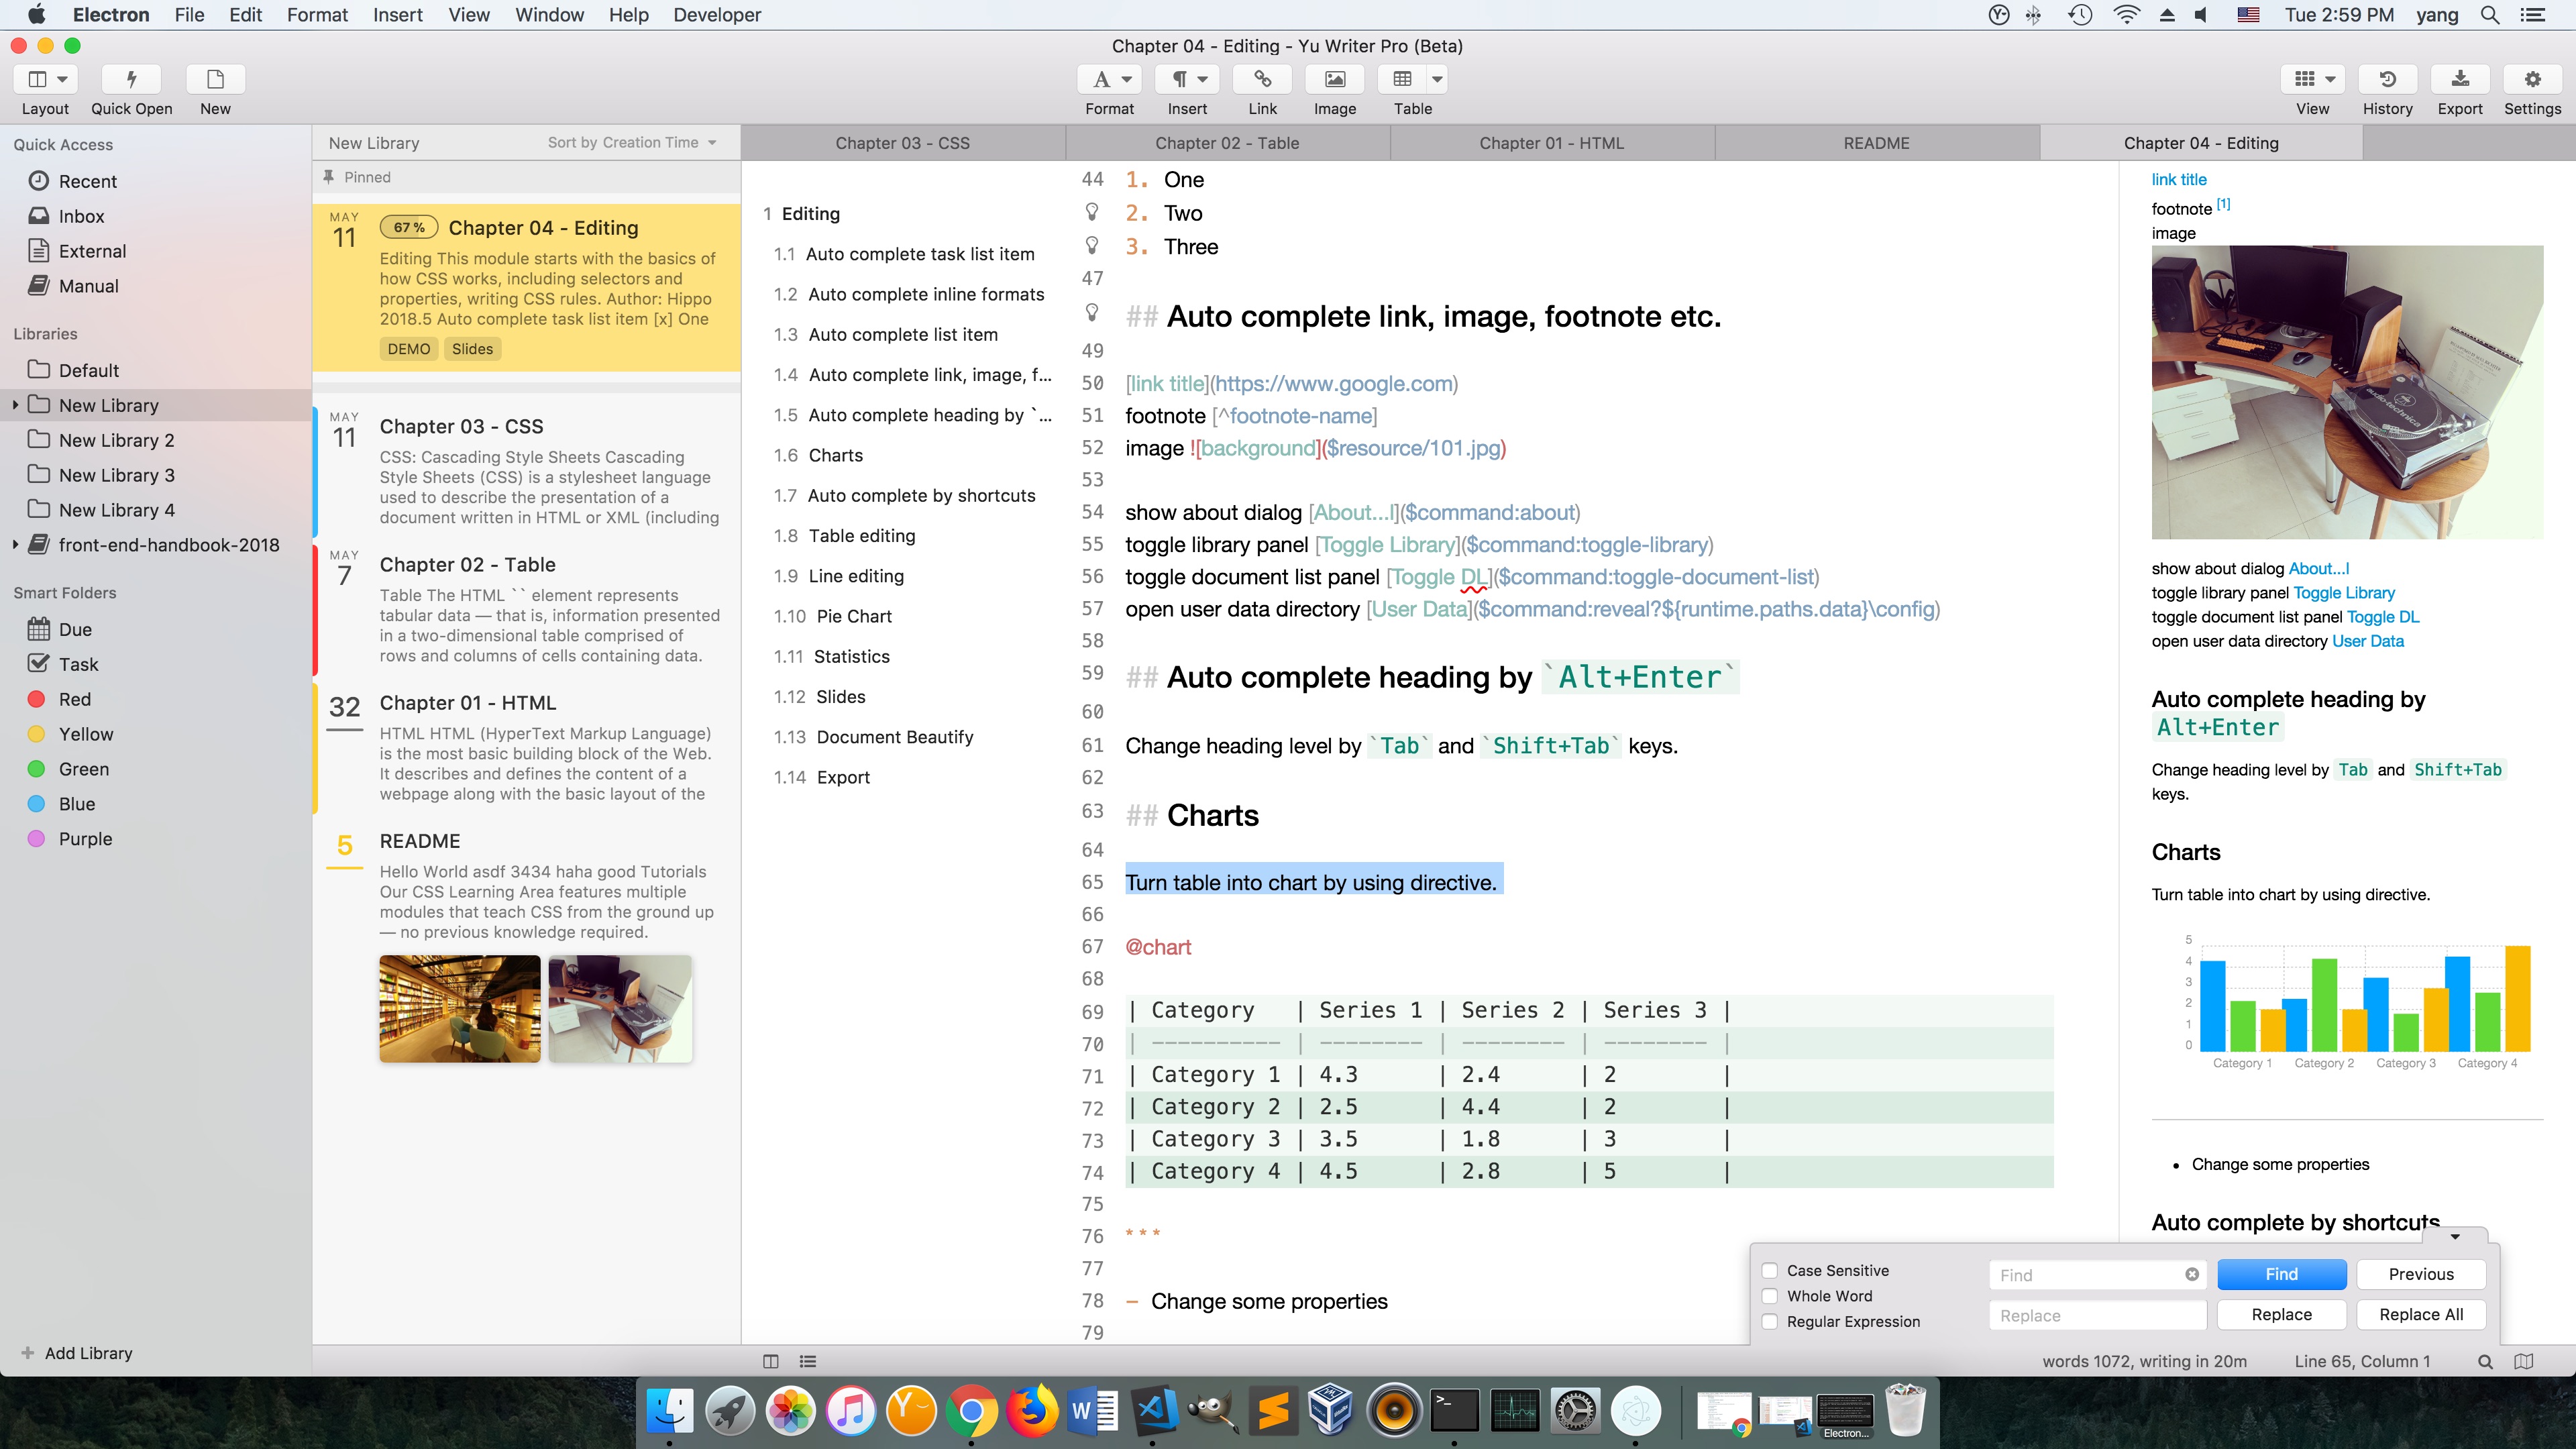 Electron File Edit Format Insert View Window Help Developer
Tue 2:59 PM yang
Chapter 04 - Editing - Yu Writer Pro (Beta)
Layout Quick Open New
Format Insert Link Image Table
View History Export Settings
Quick Access
Recent
Inbox
External
Manual
Libraries
Default
New Library
New Library 2
New Library 3
New Library 4
front-end-handbook-2018
Smart Folders
Due
Task
Red
Yellow
Green
Blue
Purple
Add Library
New Library Sort by Creation Time
Pinned
MAY
11
67 % Chapter 04 - Editing
Editing This module starts with the basics of
how CSS works, including selectors and
properties, writing CSS rules. Author: Hippo
2018.5 Auto complete task list item [x] One
DEMO Slides
MAY
11
Chapter 03 - CSS
CSS: Cascading Style Sheets Cascading
Style Sheets (CSS) is a stylesheet language
used to describe the presentation of a
document written in HTML or XML (including
MAY
7
Chapter 02 - Table
Table The HTML `` element represents
tabular data — that is, information presented
in a two-dimensional table comprised of
rows and columns of cells containing data.
32
Chapter 01 - HTML
HTML HTML (HyperText Markup Language)
is the most basic building block of the Web.
It describes and defines the content of a
webpage along with the basic layout of the
5
README
Hello World asdf 3434 haha good Tutorials
Our CSS Learning Area features multiple
modules that teach CSS from the ground up
— no previous knowledge required.
Chapter 03 - CSS Chapter 02 - Table Chapter 01 - HTML README Chapter 04 - Editing
1 Editing
1.1 Auto complete task list item
1.2 Auto complete inline formats
1.3 Auto complete list item
1.4 Auto complete link, image, f...
1.5 Auto complete heading by `...
1.6 Charts
1.7 Auto complete by shortcuts
1.8 Table editing
1.9 Line editing
1.10 Pie Chart
1.11 Statistics
1.12 Slides
1.13 Document Beautify
1.14 Export
44 1. One
2. Two
3. Three
47
## Auto complete link, image, footnote etc.
49
50 [link title](https://www.google.com)
51 footnote [^footnote-name]
52 image ![background]($resource/101.jpg)
53
54 show about dialog [About...l]($command:about)
55 toggle library panel [Toggle Library]($command:toggle-library)
56 toggle document list panel [Toggle DL]($command:toggle-document-list)
57 open user data directory [User Data]($command:reveal?${runtime.paths.data}\config)
58
59 ## Auto complete heading by `Alt+Enter`
60
61 Change heading level by `Tab` and `Shift+Tab` keys.
62
63 ## Charts
64
65 Turn table into chart by using directive.
66
67 @chart
68
69 | Category | Series 1 | Series 2 | Series 3 |
70 | ---------- | -------- | -------- | -------- |
71 | Category 1 | 4.3 | 2.4 | 2 |
72 | Category 2 | 2.5 | 4.4 | 2 |
73 | Category 3 | 3.5 | 1.8 | 3 |
74 | Category 4 | 4.5 | 2.8 | 5 |
75
76 ***
77
78 - Change some properties
79
link title
footnote [1]
image
show about dialog About...l
toggle library panel Toggle Library
toggle document list panel Toggle DL
open user data directory User Data
Auto complete heading by
Alt+Enter
Change heading level by Tab and Shift+Tab
keys.
Charts
Turn table into chart by using directive.
5
4
3
2
1
0
Category 1 Category 2 Category 3 Category 4
• Change some properties
Auto complete by shortcuts
Case Sensitive
Whole Word
Regular Expression
Find Find Previous
Replace Replace Replace All
words 1072, writing in 20m Line 65, Column 1
Electron...